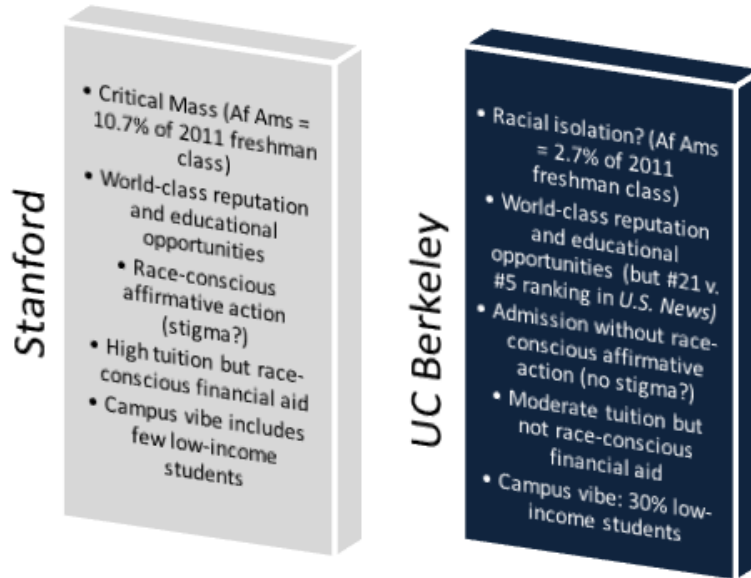 Stanford
• Critical Mass (Af Ams =
10.7% of 2011 freshman
class)
• World-class reputation
and educational
opportunities
• Race-conscious
affirmative action
(stigma?)
• High tuition but race-
conscious financial aid
• Campus vibe includes
few low-income
students
UC Berkeley
• Racial isolation? (Af Ams
= 2.7% of 2011
freshman class)
• World-class reputation
and educational
opportunities (but #21 v.
#5 ranking in U.S. News)
• Admission without race-
conscious affirmative
action (no stigma?)
• Moderate tuition but
not race-conscious
financial aid
• Campus vibe: 30% low-
income students